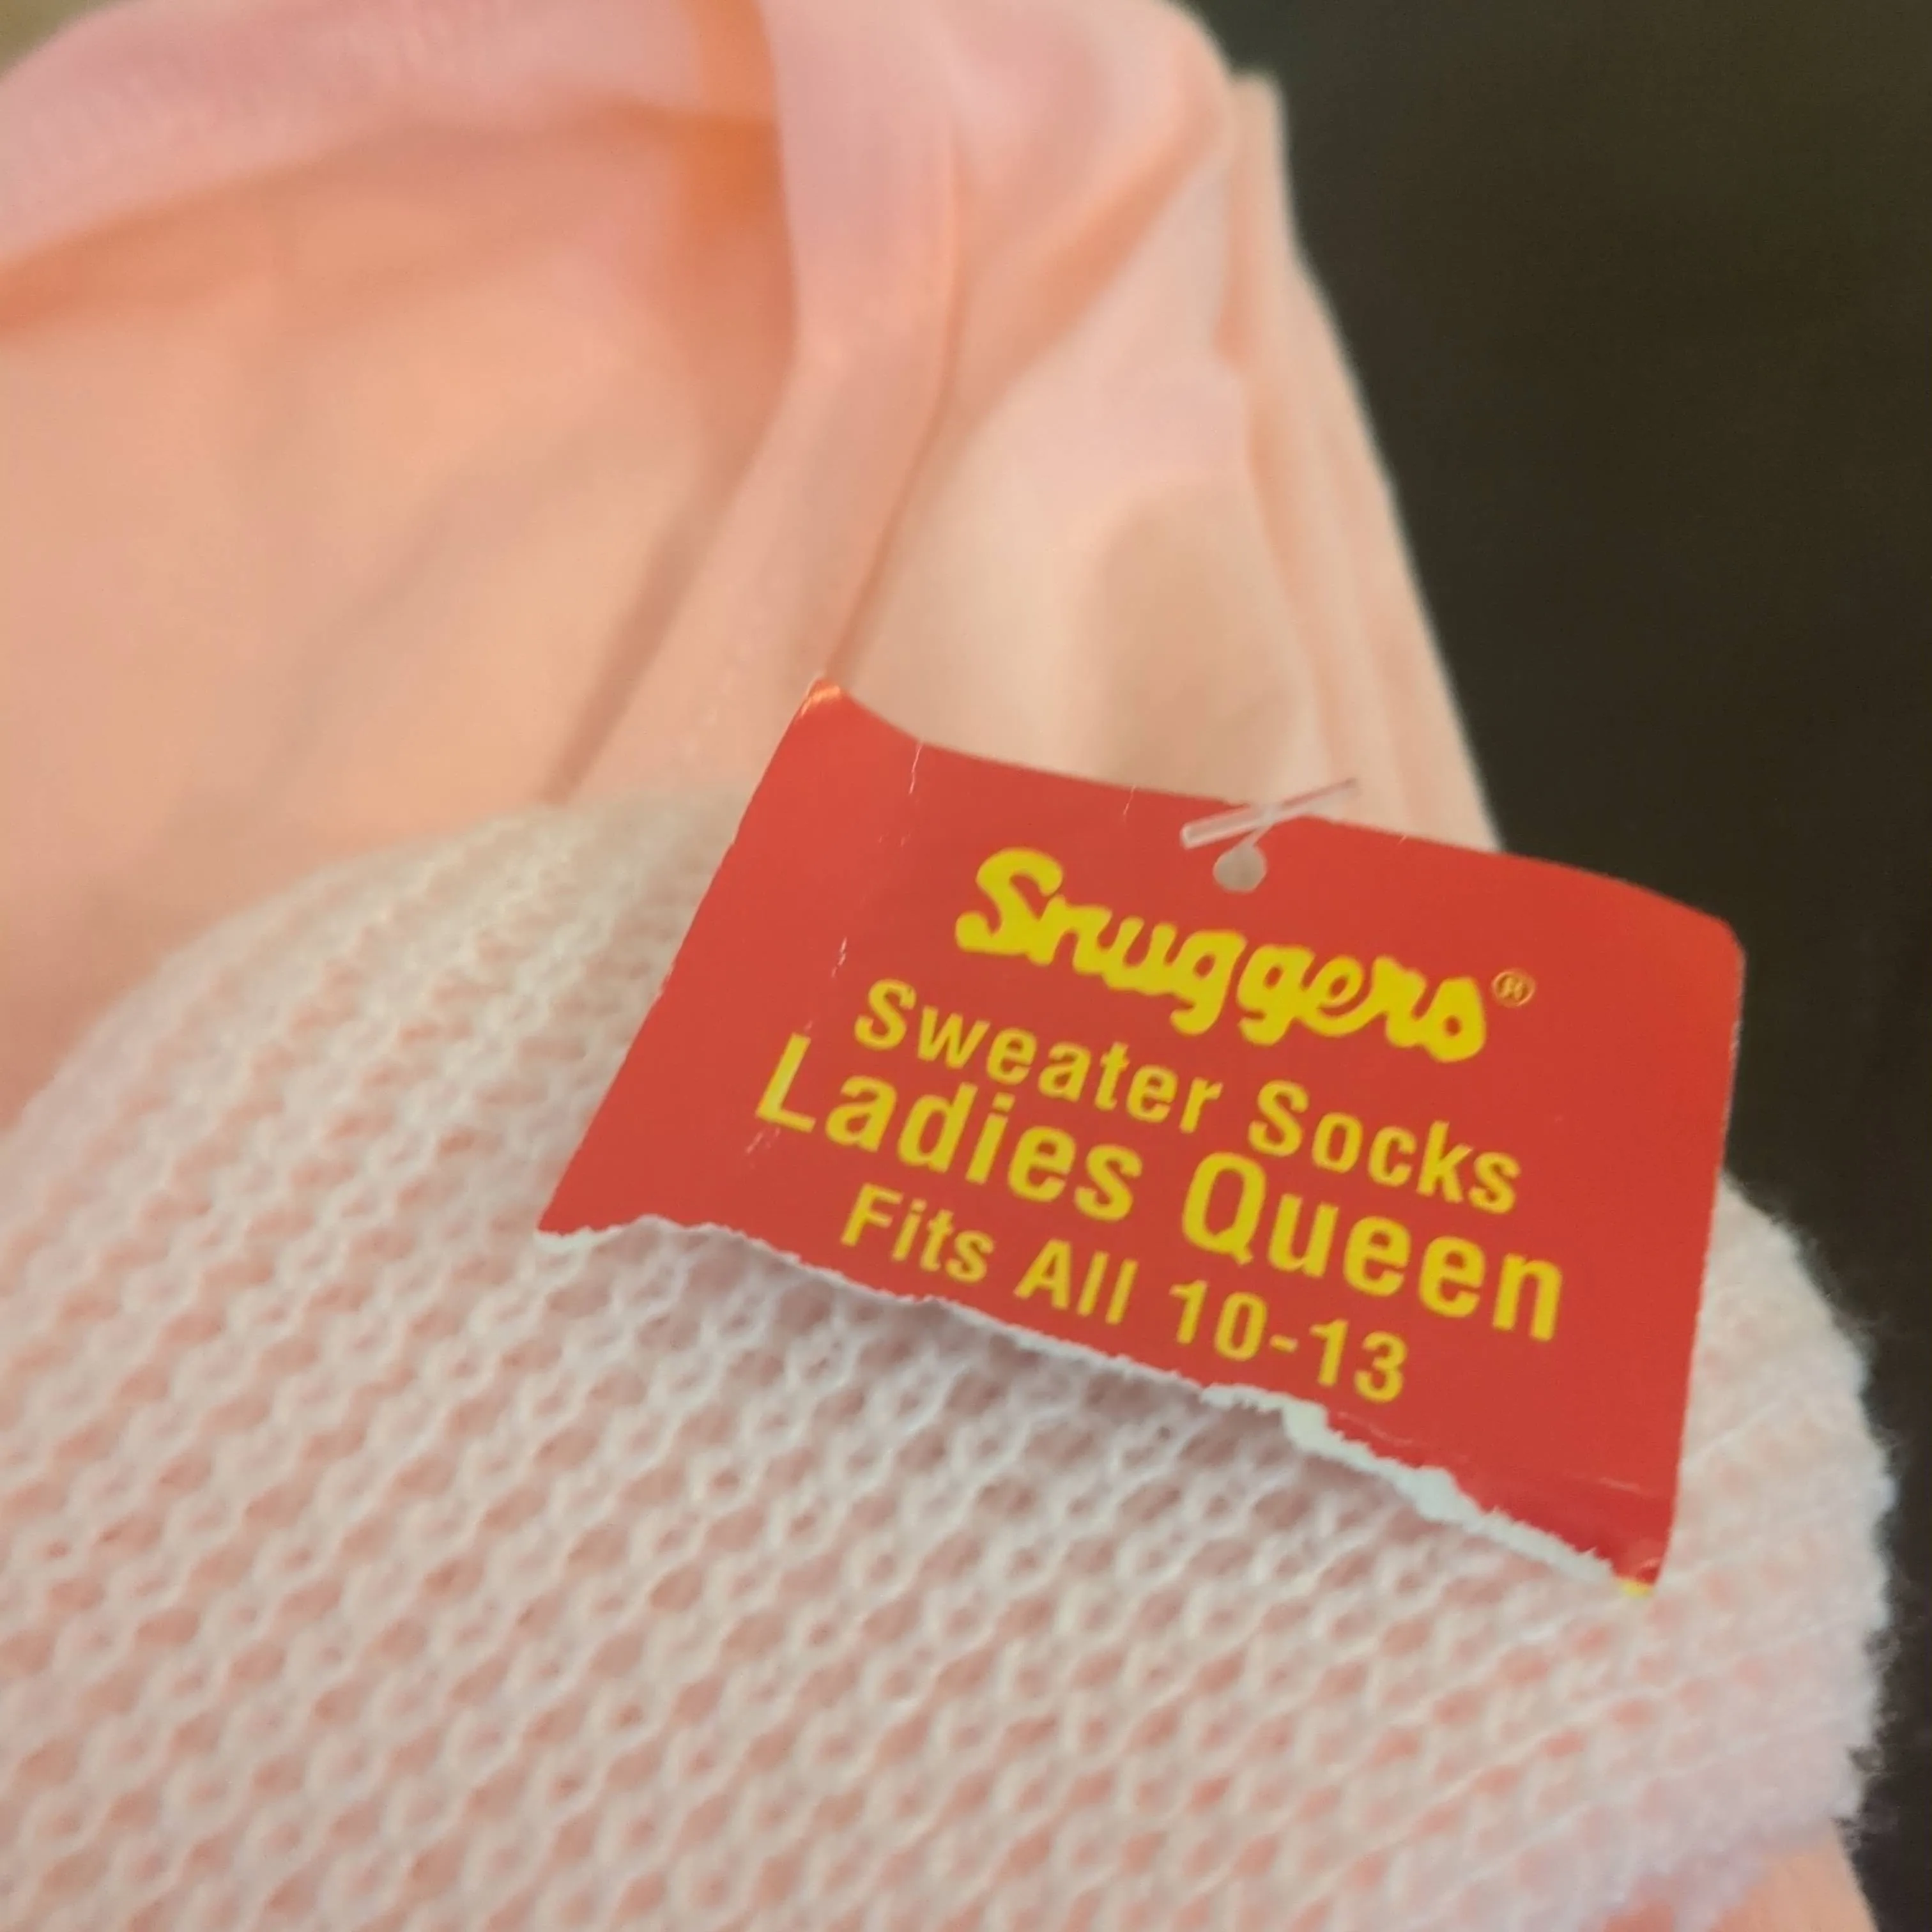 Snuggers®
Sweater Socks
Ladies Queen
Fits All 10-13